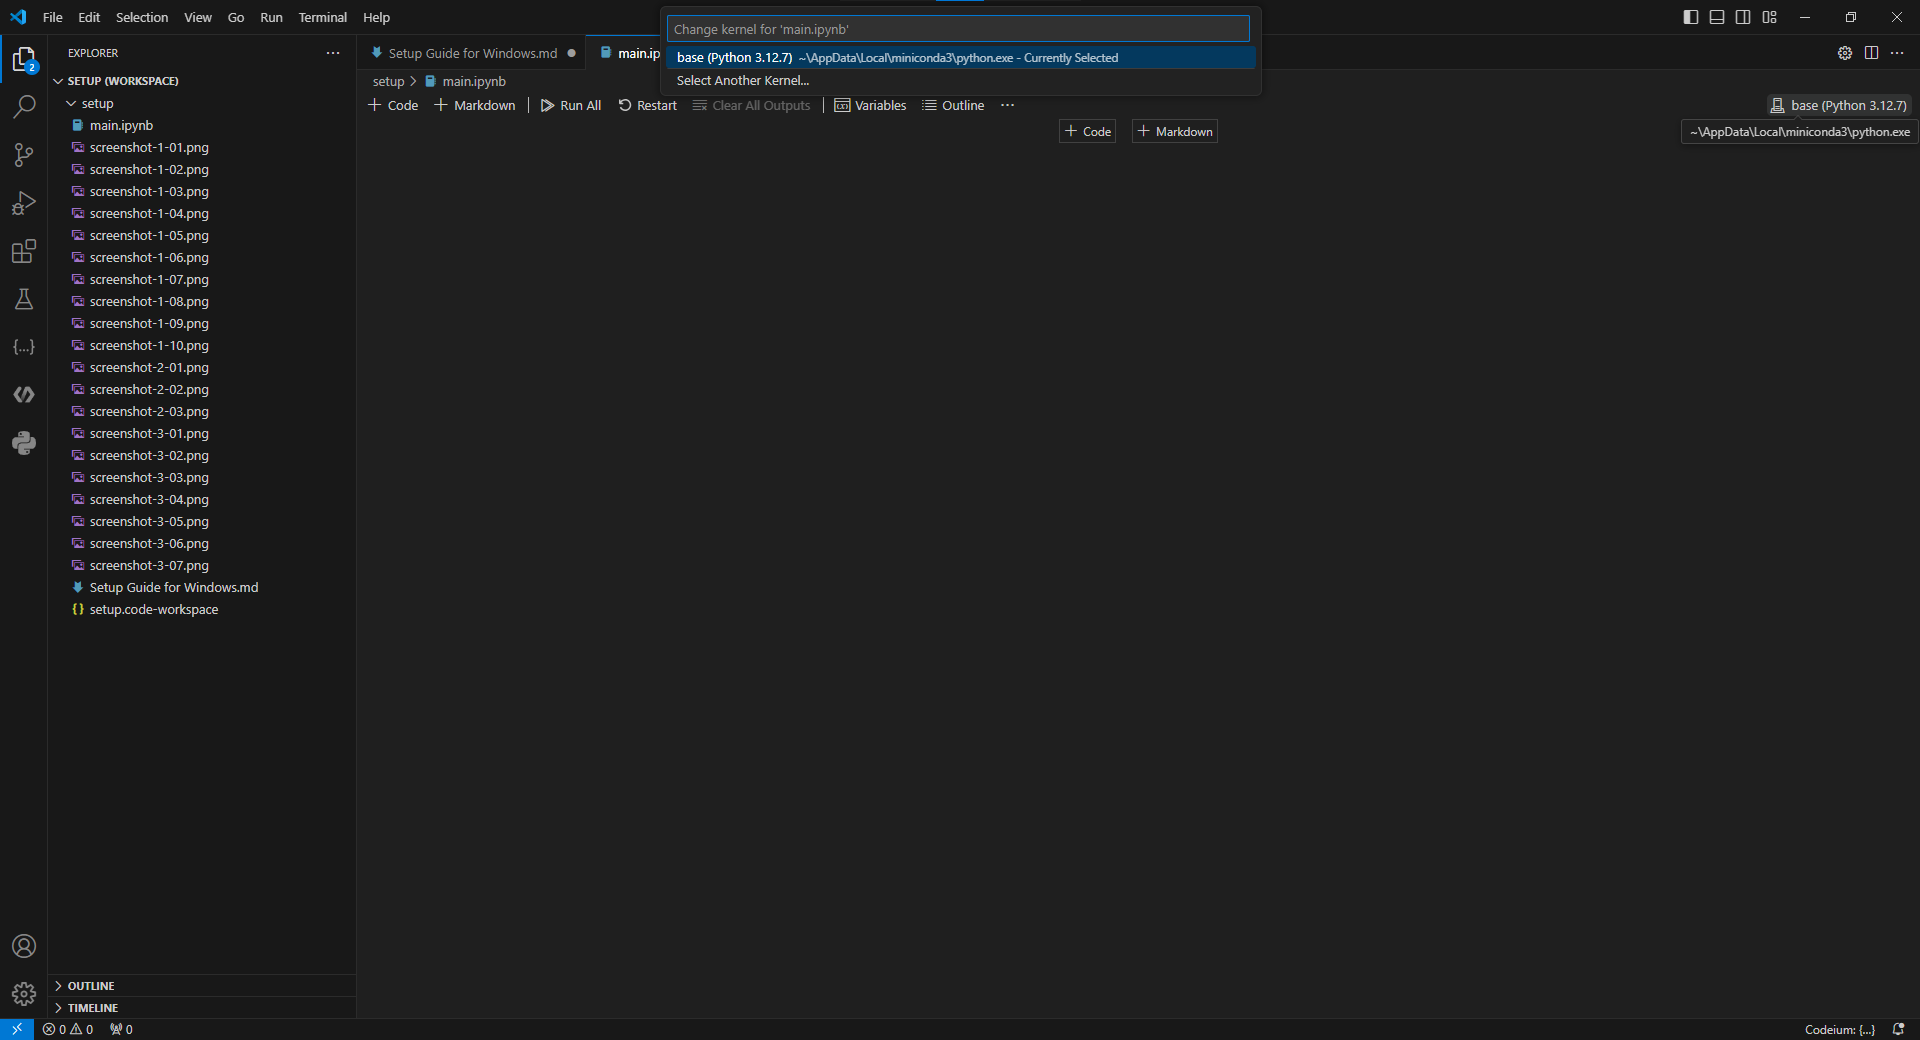 File Edit Selection View Go Run Terminal Help
Change kernel for 'main.ipynb'
base (Python 3.12.7) ~\AppData\Local\miniconda3\python.exe - Currently Selected
Select Another Kernel...
EXPLORER
2
SETUP (WORKSPACE)
setup
main.ipynb
screenshot-1-01.png
screenshot-1-02.png
screenshot-1-03.png
screenshot-1-04.png
screenshot-1-05.png
screenshot-1-06.png
screenshot-1-07.png
screenshot-1-08.png
screenshot-1-09.png
screenshot-1-10.png
screenshot-2-01.png
screenshot-2-02.png
screenshot-2-03.png
screenshot-3-01.png
screenshot-3-02.png
screenshot-3-03.png
screenshot-3-04.png
screenshot-3-05.png
screenshot-3-06.png
screenshot-3-07.png
Setup Guide for Windows.md
setup.code-workspace
OUTLINE
TIMELINE
Setup Guide for Windows.md main.ip
setup > main.ipynb
+ Code + Markdown | Run All Restart Clear All Outputs | Variables Outline ...
base (Python 3.12.7)
+ Code + Markdown
~\AppData\Local\miniconda3\python.exe
0 0 0
Codeium: {...}